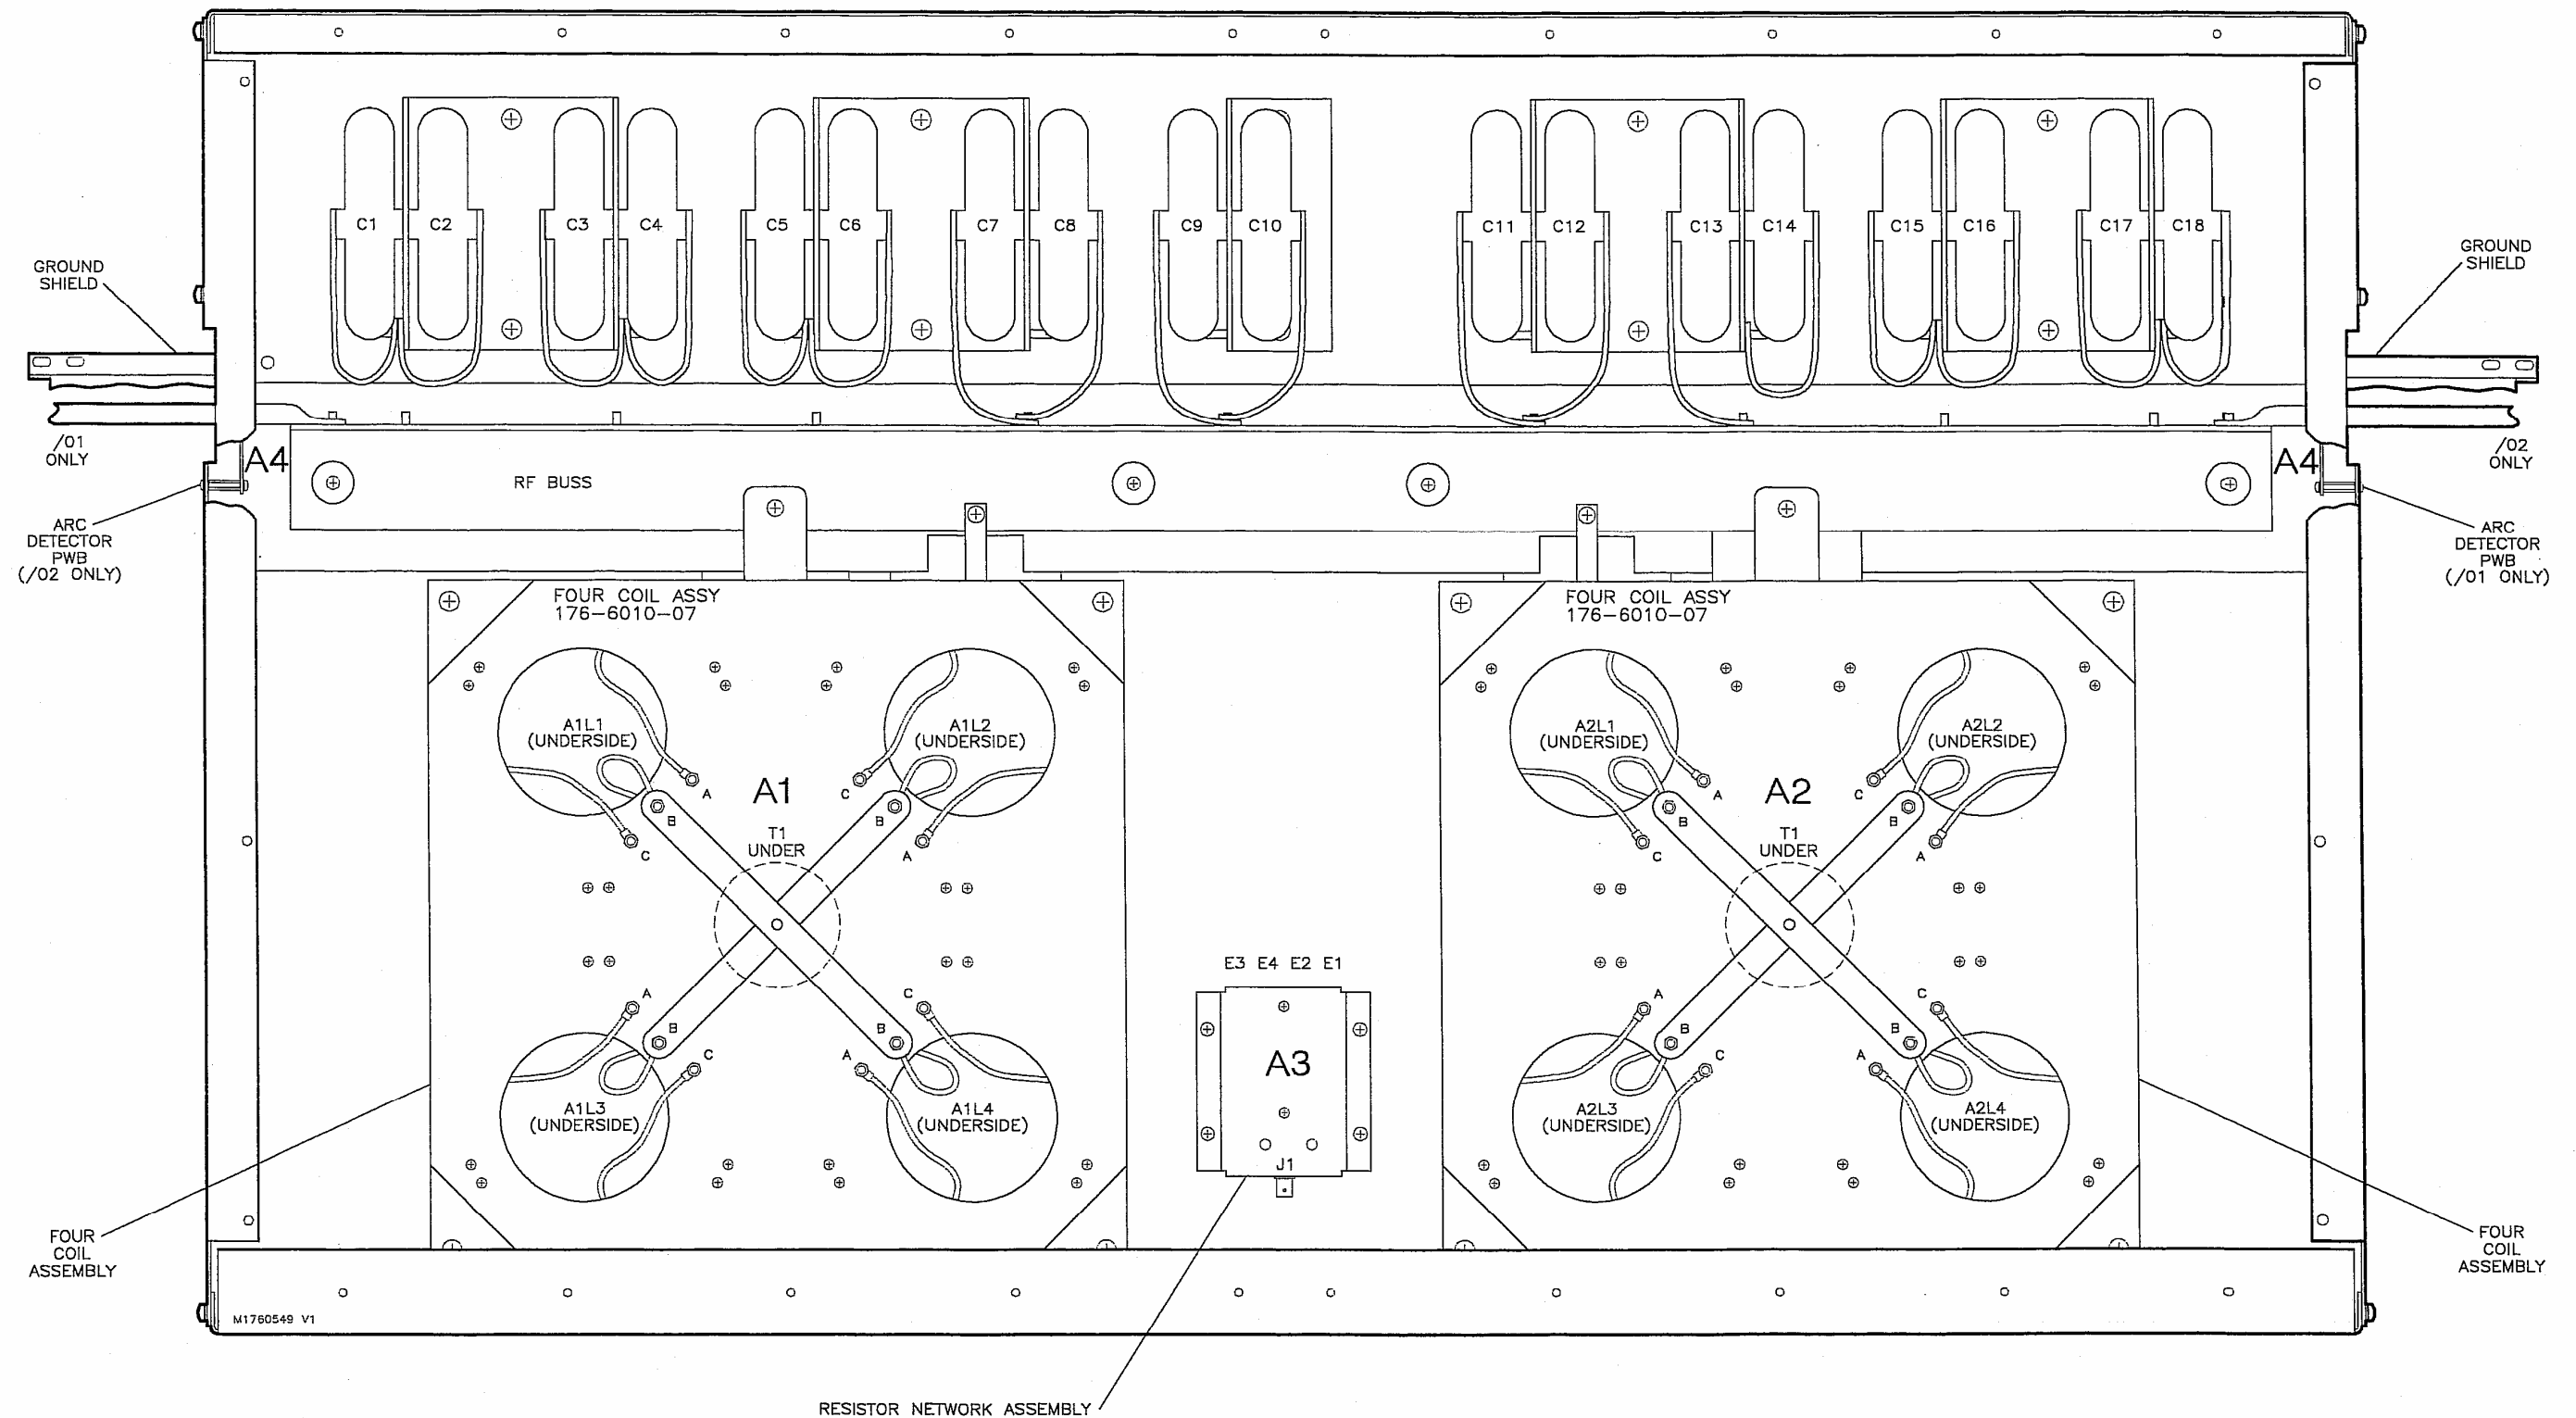 C1 C2 C3 C4 C5 C6 C7 C8 C9 C10 C11 C12 C13 C14 C15 C16 C17 C18
GROUND
SHIELD
GROUND
SHIELD
/01
ONLY
A4
RF BUSS
A4
/02
ONLY
ARC
DETECTOR
PWB
(/02 ONLY)
ARC
DETECTOR
PWB
(/01 ONLY)
FOUR COIL ASSY
176-6010-07
A1L1
(UNDERSIDE)
A1L2
(UNDERSIDE)
A
A1
C
B
B
T1
UNDER
C
A
A
C
B
B
C
A
A1L3
(UNDERSIDE)
A1L4
(UNDERSIDE)
E3 E4 E2 E1
A3
J1
FOUR COIL ASSY
176-6010-07
A2L1
(UNDERSIDE)
A2L2
(UNDERSIDE)
A
A2
C
B
B
T1
UNDER
C
A
A
C
B
B
C
A
A2L3
(UNDERSIDE)
A2L4
(UNDERSIDE)
FOUR
COIL
ASSEMBLY
FOUR
COIL
ASSEMBLY
M1760549 V1
RESISTOR NETWORK ASSEMBLY